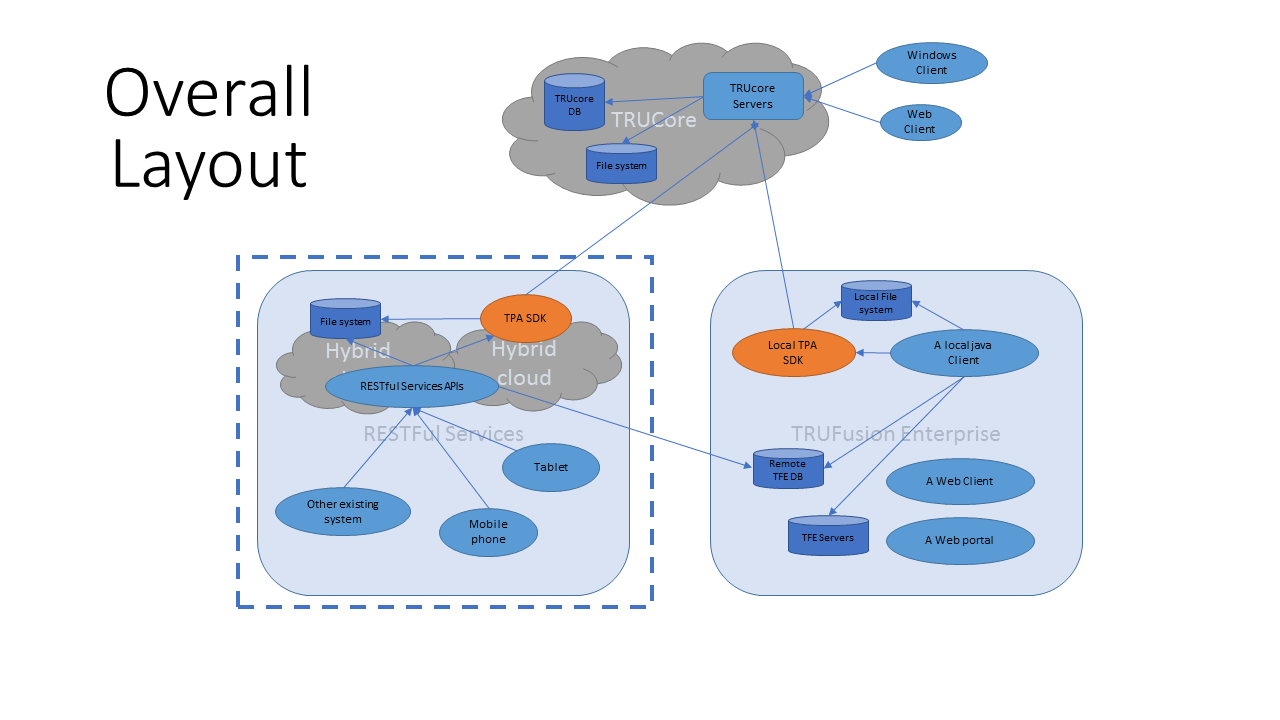 Overall
Layout
TRUCore
TRUcore
DB
File system
TRUcore
Servers
Windows
Client
Web
Client
File system
TPA SDK
Hybrid
Hybrid
cloud
RESTful Services APIs
RESTFul Services
Tablet
Other existing
system
Mobile
phone
Local File
system
Local TPA
SDK
A local java
Client
TRUFusion Enterprise
Remote
TFE DB
A Web Client
TFE Servers
A Web portal